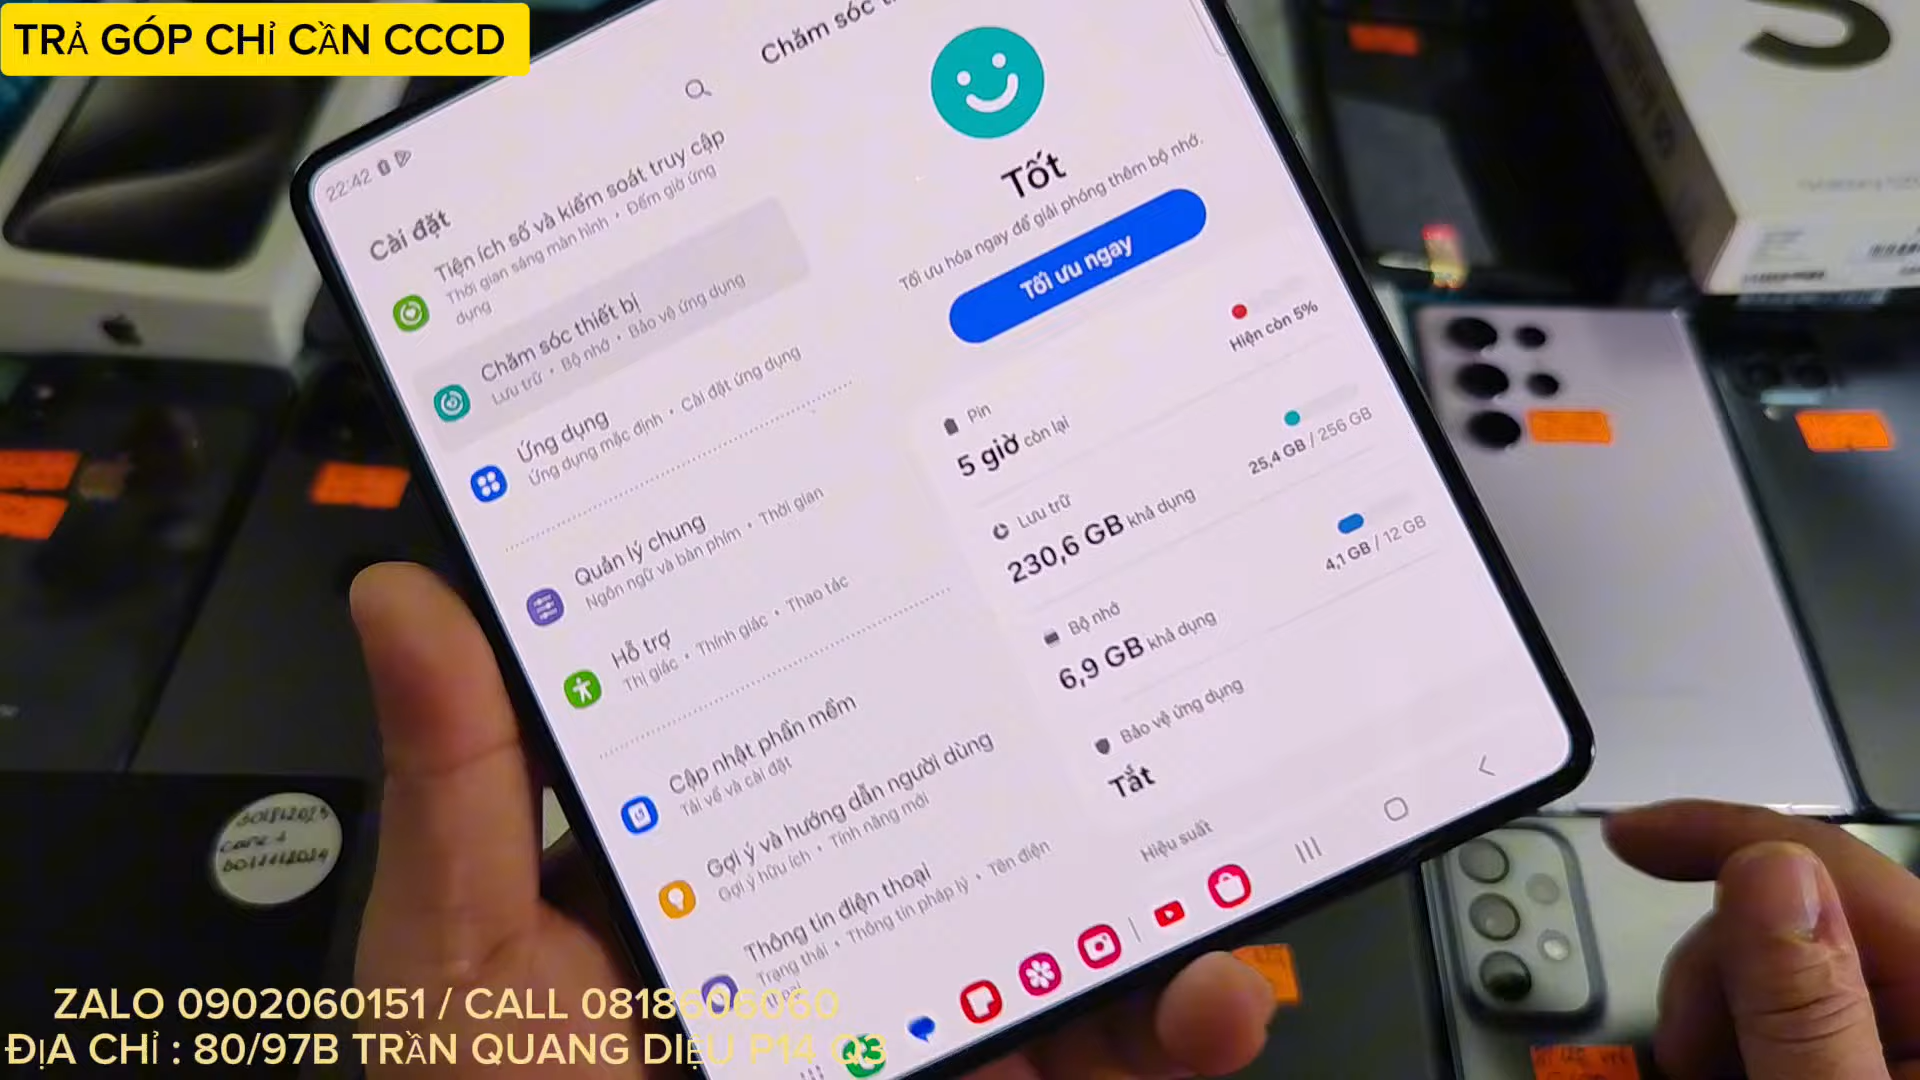 TRẢ GÓP CHỈ CẦN CCCD
22:42
Cài đặt
Tiện ích số và kiểm soát truy cập
Thời gian sáng màn hình • Đếm giờ ứng
dụng
Chăm sóc thiết bị
Lưu trữ • Bộ nhớ • Bảo vệ ứng dụng
Ứng dụng
Ứng dụng mặc định • Cài đặt ứng dụng
Quản lý chung
Ngôn ngữ và bàn phím • Thời gian
Hỗ trợ
Thị giác • Thính giác • Thao tác
Cập nhật phần mềm
Tải về và cài đặt
Gợi ý và hướng dẫn người dùng
Gợi ý hữu ích • Tính năng mới
Thông tin điện thoại
Trạng thái • Thông tin pháp lý • Tên điện
Chăm sóc
Tốt
Tối ưu hóa ngay để giải phóng thêm bộ nhớ.
Tối ưu ngay
Pin
5 giờ còn lại
Hiện còn 5%
Lưu trữ
230,6 GB khả dụng
25,4 GB / 256 GB
Bộ nhớ
6,9 GB khả dụng
4,1 GB / 12 GB
Bảo vệ ứng dụng
Tắt
Hiệu suất
ZALO 0902060151 / CALL 0818606060
ĐỊA CHỈ : 80/97B TRẦN QUANG DIỆU P14 Q3